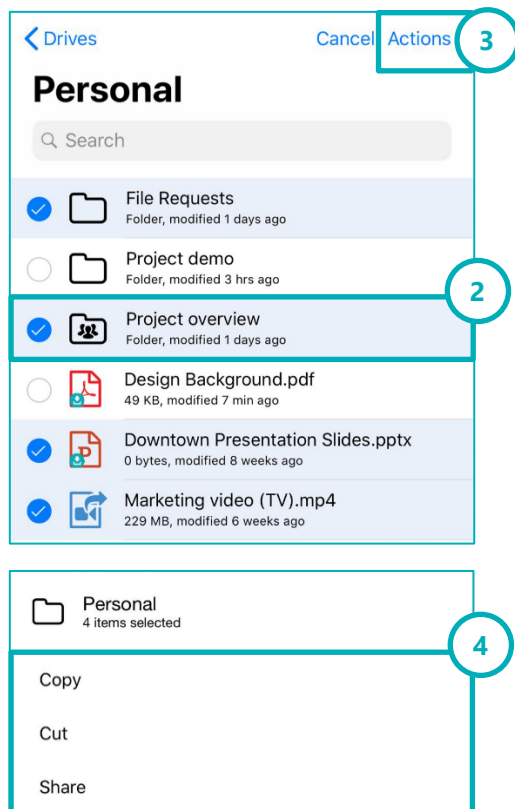 Drives Cancel Actions 3
Personal
Search
File Requests
Folder, modified 1 days ago
Project demo
Folder, modified 3 hrs ago
2
Project overview
Folder, modified 1 days ago
Design Background.pdf
49 KB, modified 7 min ago
Downtown Presentation Slides.pptx
0 bytes, modified 8 weeks ago
Marketing video (TV).mp4
229 MB, modified 6 weeks ago
Personal
4 items selected
4
Copy
Cut
Share